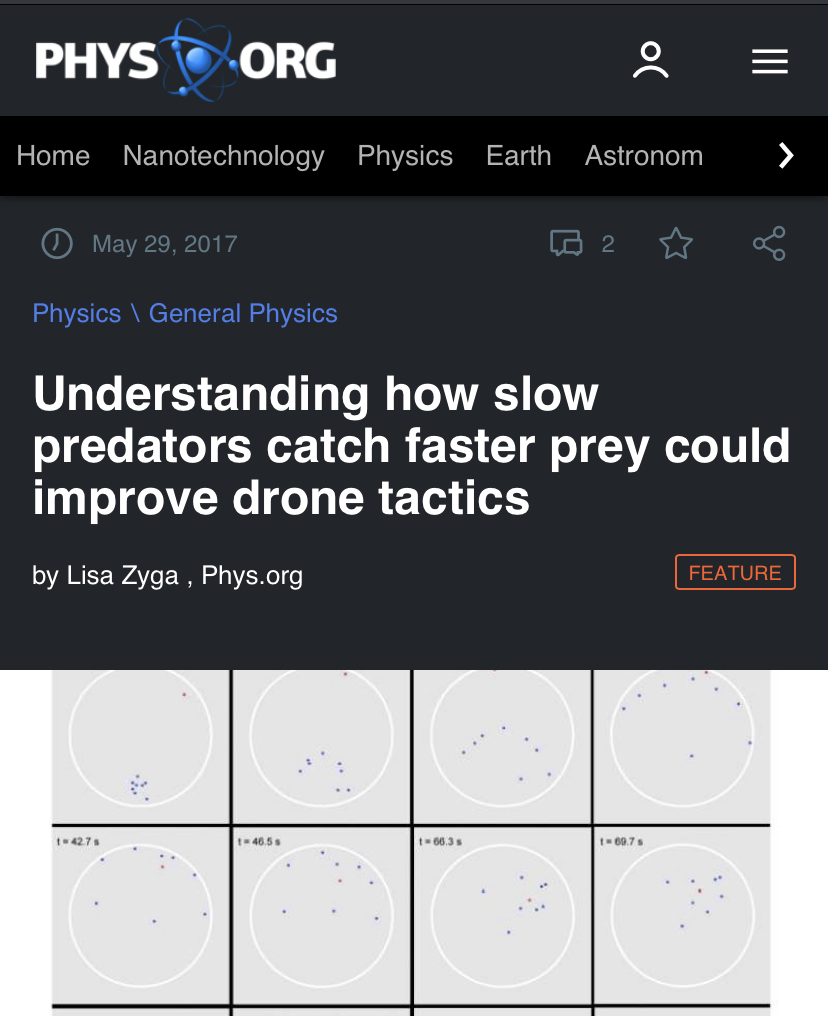 PHYS ORG
Home Nanotechnology Physics Earth Astronom
May 29, 2017 2
Physics \ General Physics
Understanding how slow
predators catch faster prey could
improve drone tactics
by Lisa Zyga , Phys.org FEATURE
t = 42.7 s t = 46.5 s t = 66.3 s t = 69.7 s